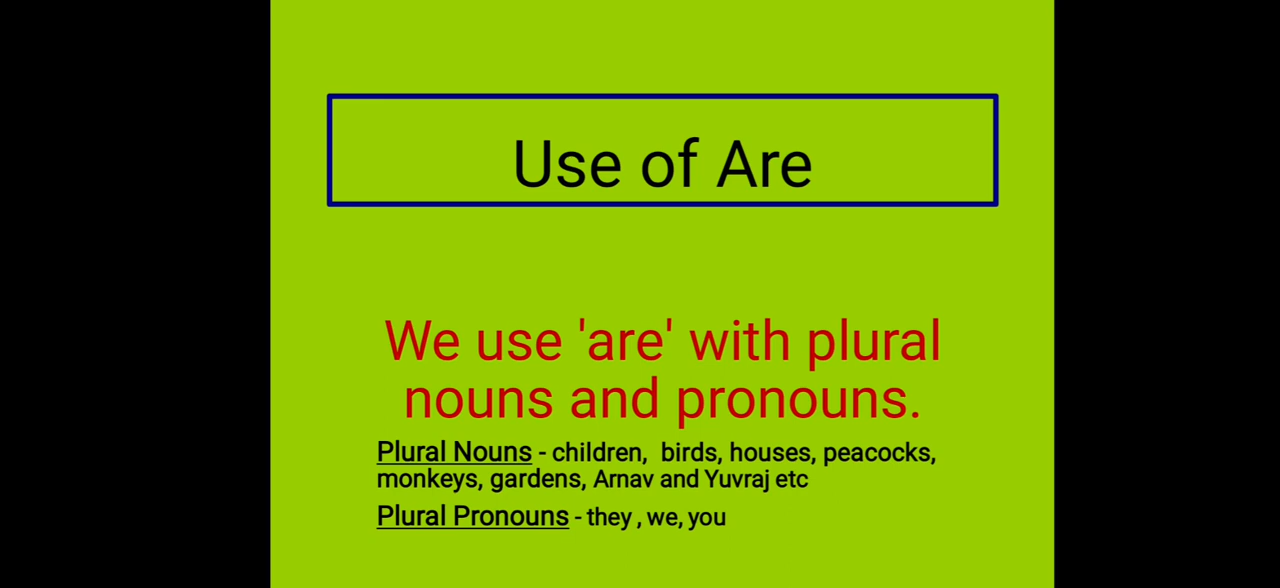 Use of Are
We use 'are' with plural
nouns and pronouns.
Plural Nouns - children,  birds, houses, peacocks,
monkeys, gardens, Arnav and Yuvraj etc
Plural Pronouns - they , we, you